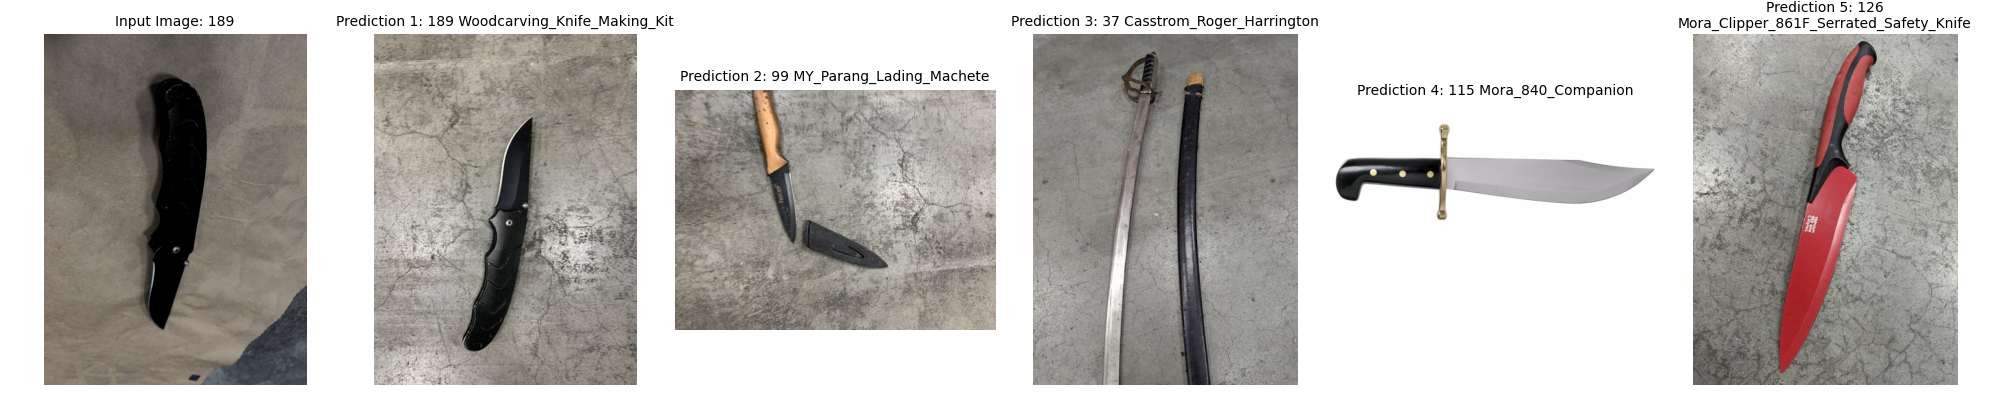 Input Image: 189
Prediction 1: 189 Woodcarving_Knife_Making_Kit
Prediction 2: 99 MY_Parang_Lading_Machete
Prediction 3: 37 Casstrom_Roger_Harrington
Prediction 4: 115 Mora_840_Companion
Prediction 5: 126
Mora_Clipper_861F_Serrated_Safety_Knife